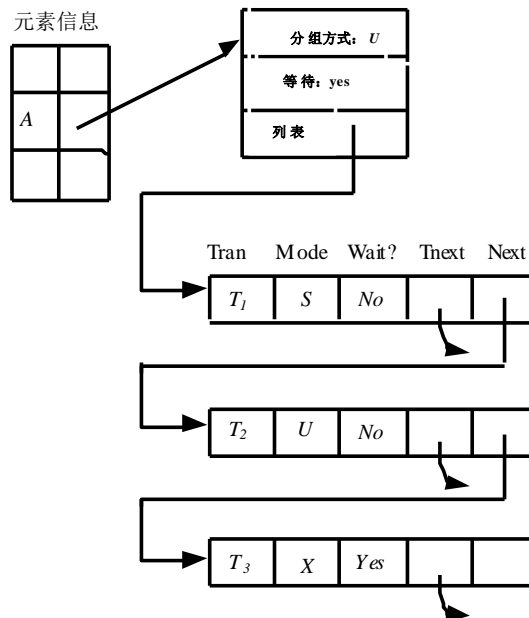 元素信息
分组方式：U
等待：yes
A
列表
Tran Mode Wait? Tnext Next
T1 S No
T2 U No
T3 X Yes